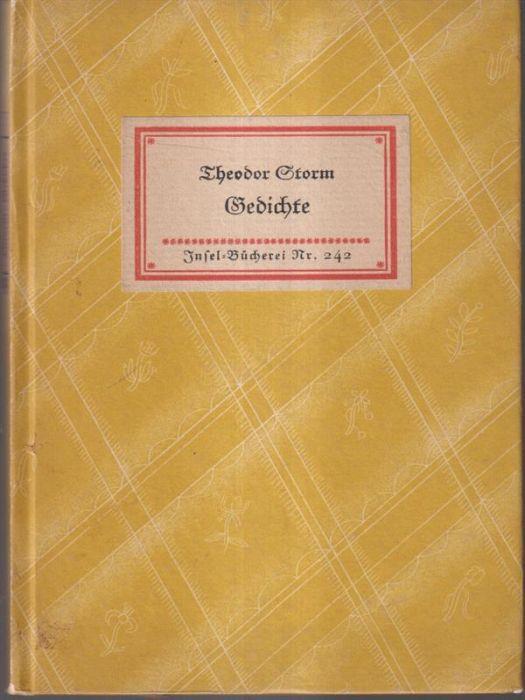 Theodor Storm
Gedichte
Inſel-Bücherei Nr. 242